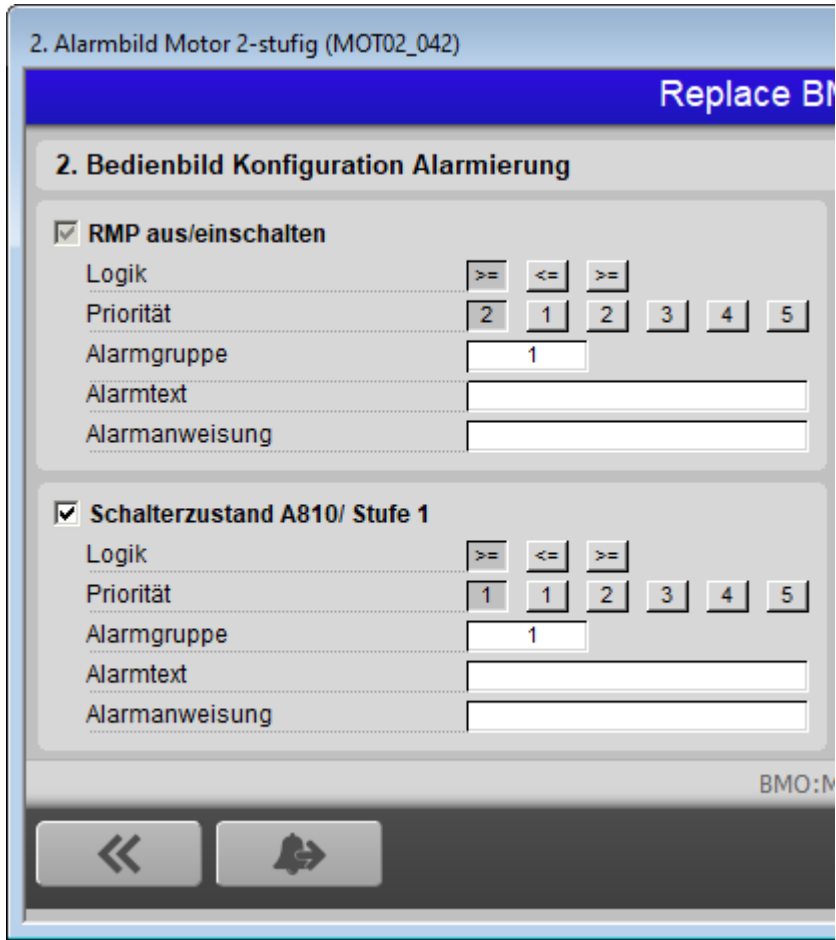 2. Alarmbild Motor 2-stufig (MOT02_042)
Replace BM
2. Bedienbild Konfiguration Alarmierung
RMP aus/einschalten
Logik >= <= >=
Priorität 2 1 2 3 4 5
Alarmgruppe 1
Alarmtext
Alarmanweisung
Schalterzustand A810/ Stufe 1
Logik >= <= >=
Priorität 1 1 2 3 4 5
Alarmgruppe 1
Alarmtext
Alarmanweisung
BMO:M